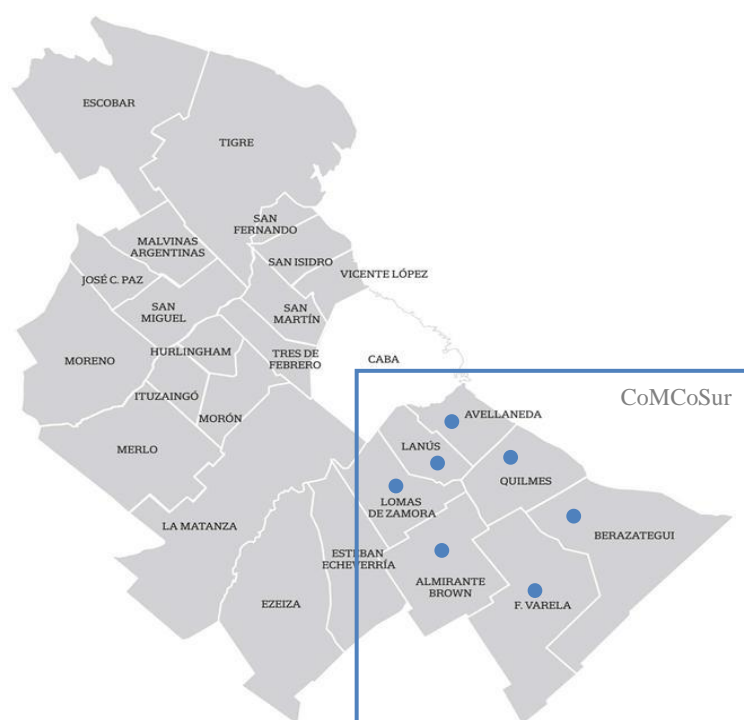 ESCOBAR
TIGRE
SAN
FERNANDO
MALVINAS
ARGENTINAS
SAN ISIDRO
VICENTE LÓPEZ
JOSÉ C. PAZ
SAN
MIGUEL
SAN
MARTÍN
HURLINGHAM
TRES DE
FEBRERO
CABA
MORENO
ITUZAINGÓ
MORÓN
CoMCoSur
AVELLANEDA
MERLO
LANÚS
QUILMES
LOMAS
DE ZAMORA
LA MATANZA
BERAZATEGUI
ESTEBAN
ECHEVERRÍA
ALMIRANTE
BROWN
EZEIZA
F. VARELA